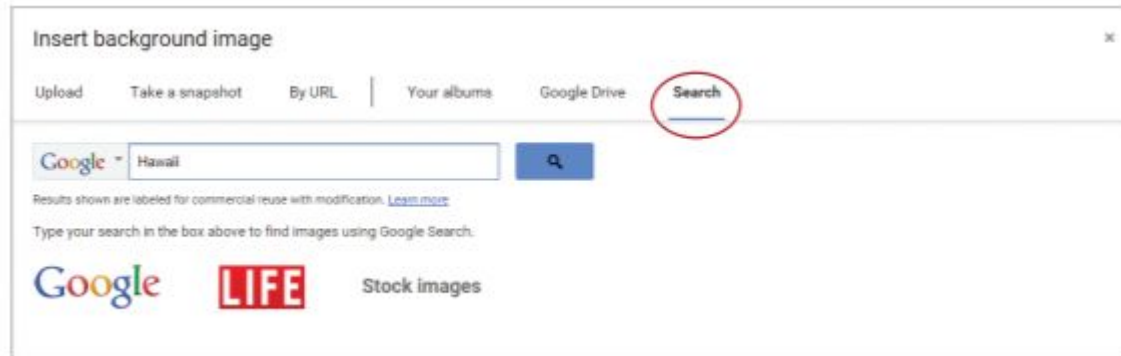 Insert background image ×
Upload Take a snapshot By URL Your albums Google Drive Search
Google Hawaii
Results shown are labeled for commercial reuse with modification. Learn more
Type your search in the box above to find images using Google Search.
Google LIFE Stock images